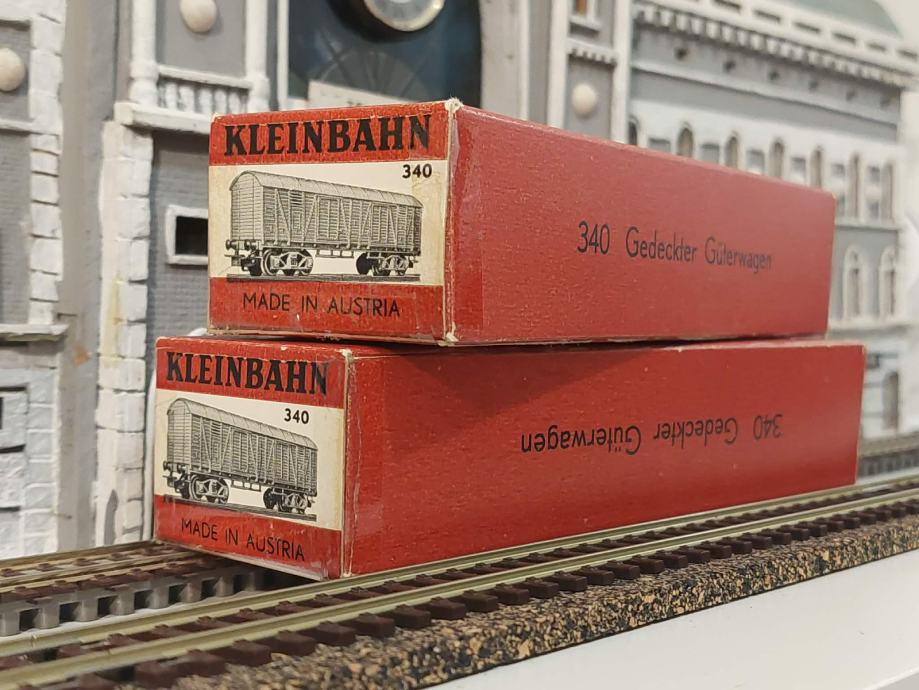 KLEINBAHN
340
MADE IN AUSTRIA
340 Gedeckter Güterwagen
KLEINBAHN
340
MADE IN AUSTRIA
340 Gedeckter Güterwagen